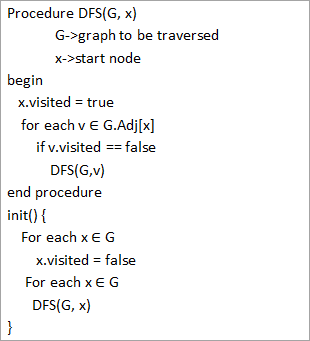 Procedure DFS(G, x)
G->graph to be traversed
x->start node
begin
x.visited = true
for each v ∈ G.Adj[x]
if v.visited == false
DFS(G,v)
end procedure
init() {
For each x ∈ G
x.visited = false
For each x ∈ G
DFS(G, x)
}